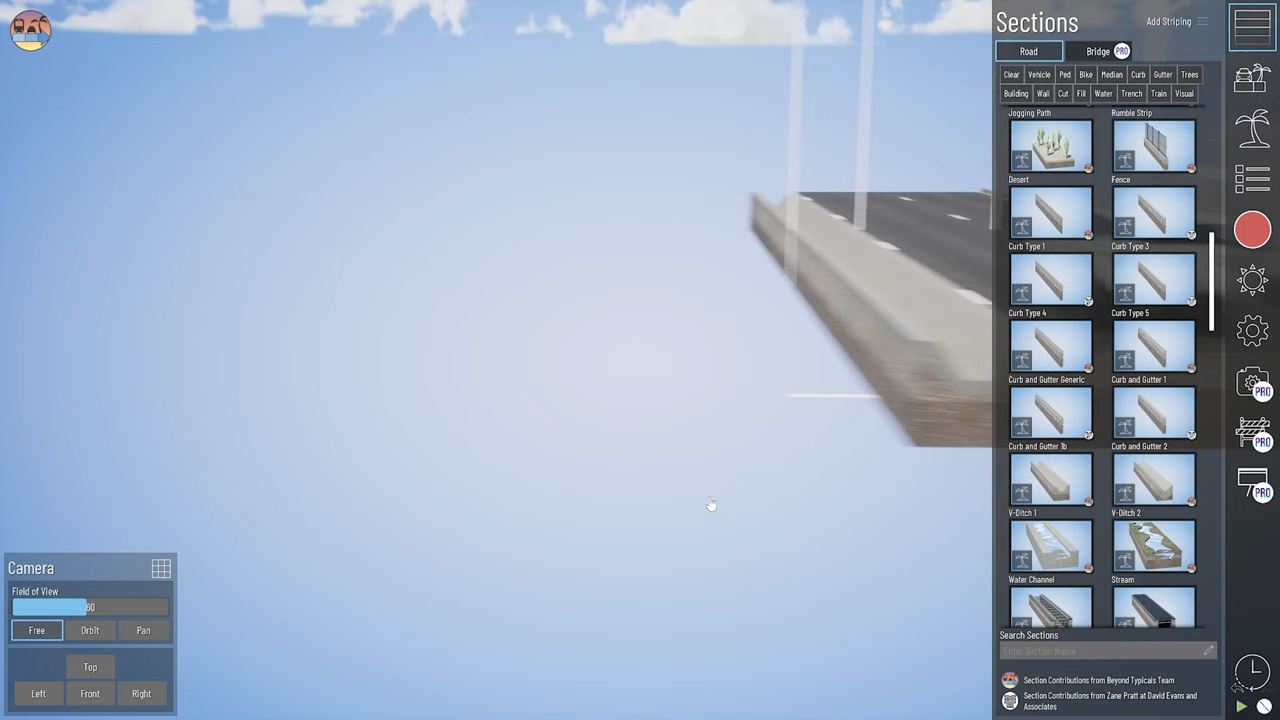 Sections
Add Striping
Road
Bridge PRO
Clear Vehicle Ped Bike Median Curb Gutter Trees
Building Wall Cut Fill Water Trench Train Visual
Jogging Path Rumble Strip
Desert Fence
Curb Type 1 Curb Type 3
Curb Type 4 Curb Type 5
Curb and Gutter Generic Curb and Gutter 1
Curb and Gutter 1b Curb and Gutter 2
V-Ditch 1 V-Ditch 2
Water Channel Stream
Search Sections
Enter Section Name
Section Contributions from Beyond Typicals Team
Section Contributions from Zane Pratt at David Evans and
Associates
PRO
PRO
PRO
Camera
Field of View
60
Free Orbit Pan
Top
Left Front Right